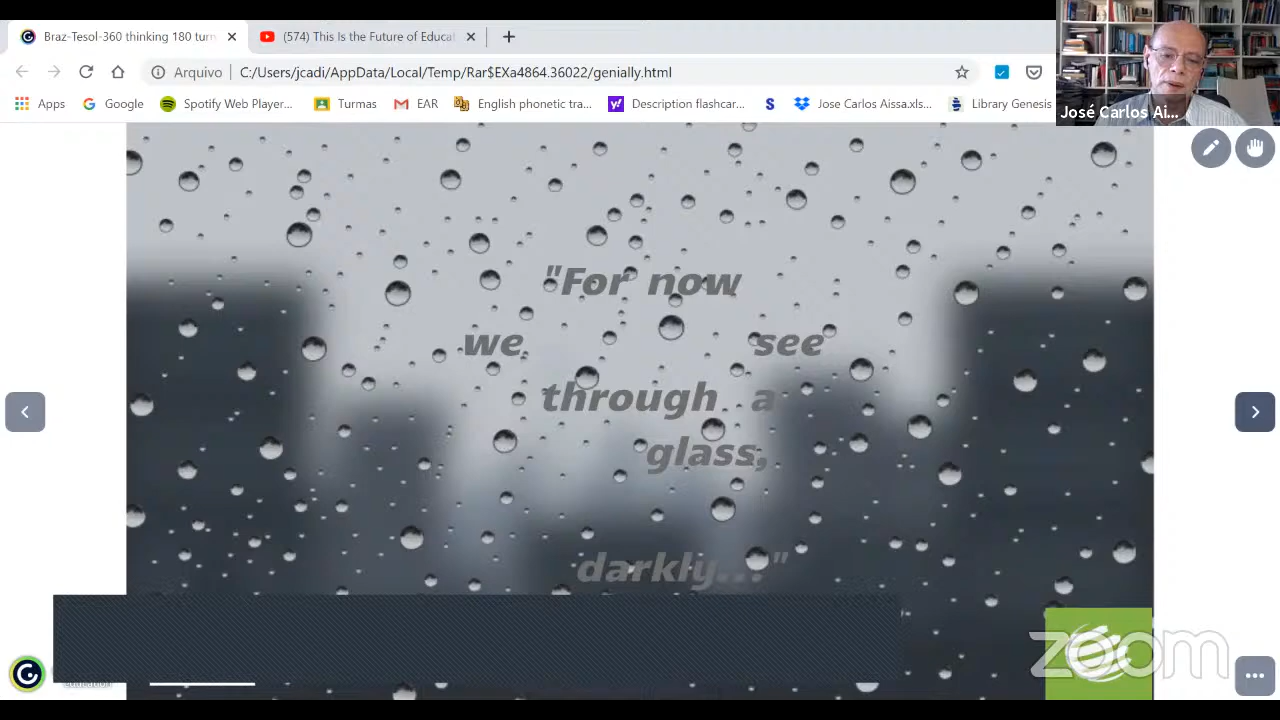 Braz-Tesol-360 thinking 180 turn
(574) This Is the Future of Educat
Arquivo
C:/Users/jcadi/AppData/Local/Temp/Rar$EXa4864.36022/genially.html
Apps
Google
Spotify Web Player...
Turmas
EAR
English phonetic tra...
Description flashcar...
Jose Carlos Aissa.xls...
Library Genesis
José Carlos Ai...
"For now
we see
through a
glass,
darkly..."
education
zoom